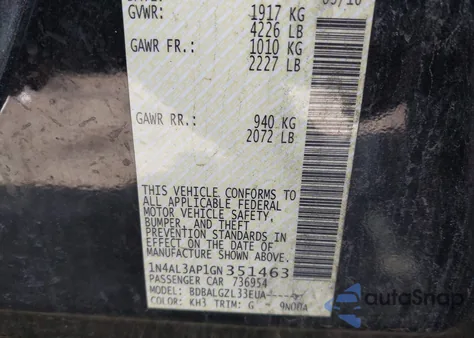 GVWR: 1917 KG
4226 LB
GAWR FR.: 1010 KG
2227 LB
GAWR RR.: 940 KG
2072 LB
THIS VEHICLE CONFORMS TO
ALL APPLICABLE FEDERAL
MOTOR VEHICLE SAFETY,
BUMPER, AND THEFT
PREVENTION STANDARDS IN
EFFECT ON THE DATE OF
MANUFACTURE SHOWN ABOVE.
1N4AL3AP1GN351463
PASSENGER CAR 736954
MODEL: BDBALGZL33EUA-----
COLOR: KH3 TRIM: G
autoSnap